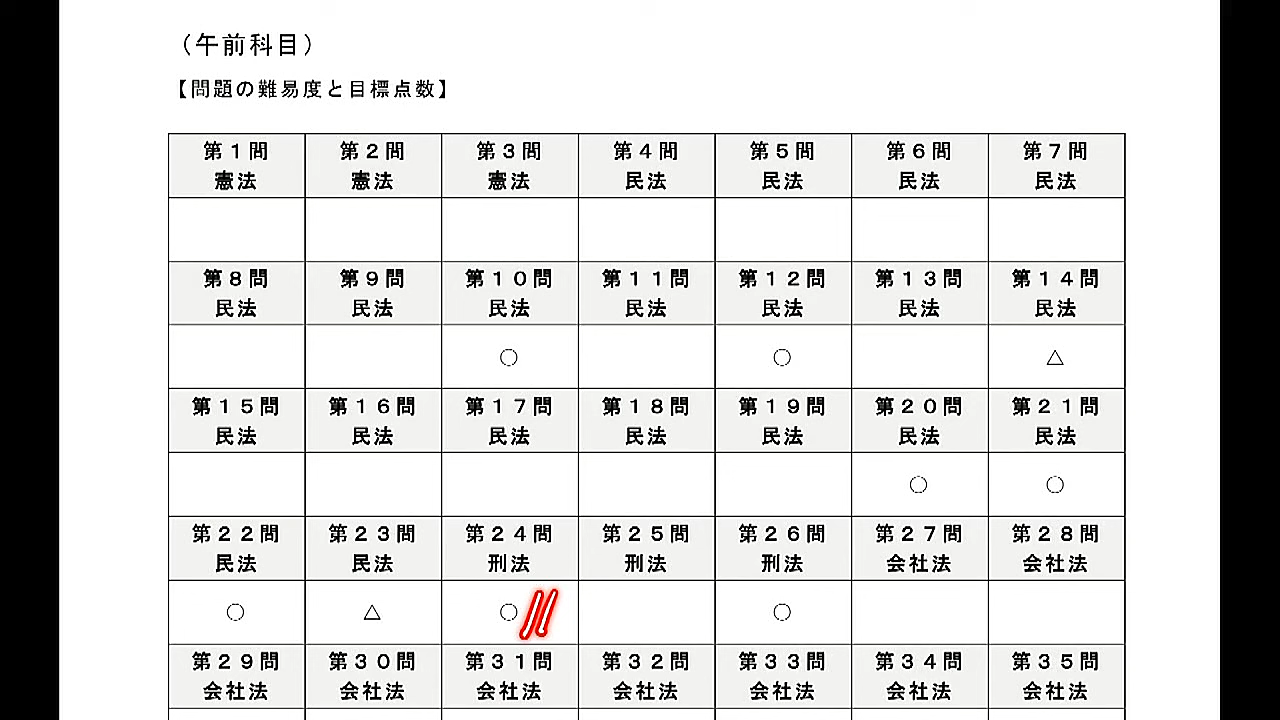 （午前科目）
【問題の難易度と目標点数】
第１問 第２問 第３問 第４問 第５問 第６問 第７問
憲法 憲法 憲法 民法 民法 民法 民法
第８問 第９問 第１０問 第１１問 第１２問 第１３問 第１４問
民法 民法 民法 民法 民法 民法 民法
○ ○ △
第１５問 第１６問 第１７問 第１８問 第１９問 第２０問 第２１問
民法 民法 民法 民法 民法 民法 民法
○ ○
第２２問 第２３問 第２４問 第２５問 第２６問 第２７問 第２８問
民法 民法 刑法 刑法 刑法 会社法 会社法
○ △ ○ ○
第２９問 第３０問 第３１問 第３２問 第３３問 第３４問 第３５問
会社法 会社法 会社法 会社法 会社法 会社法 会社法